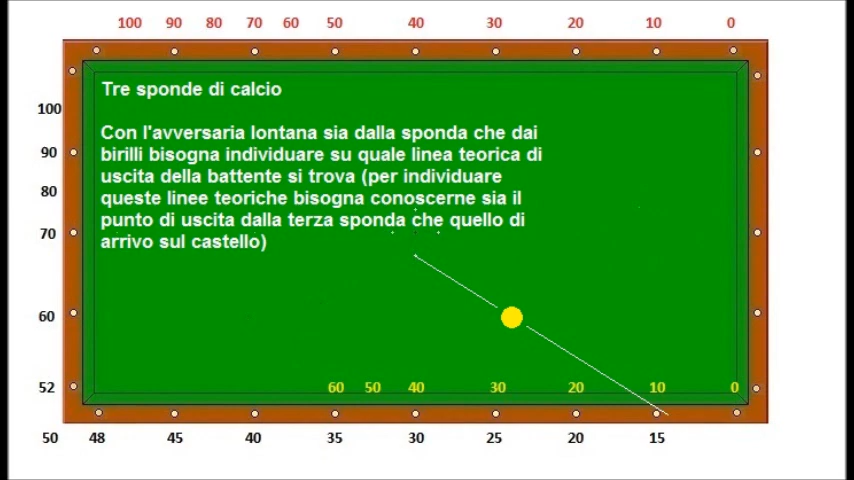 100 90 80 70 60 50 40 30 20 10 0
Tre sponde di calcio
100
Con l'avversaria lontana sia dalla sponda che dai
90 birilli bisogna individuare su quale linea teorica di
uscita della battente si trova (per individuare
80 queste linee teoriche bisogna conoscerne sia il
punto di uscita dalla terza sponda che quello di
70 arrivo sul castello)
60
52 60 50 40 30 20 10 0
50 48 45 40 35 30 25 20 15